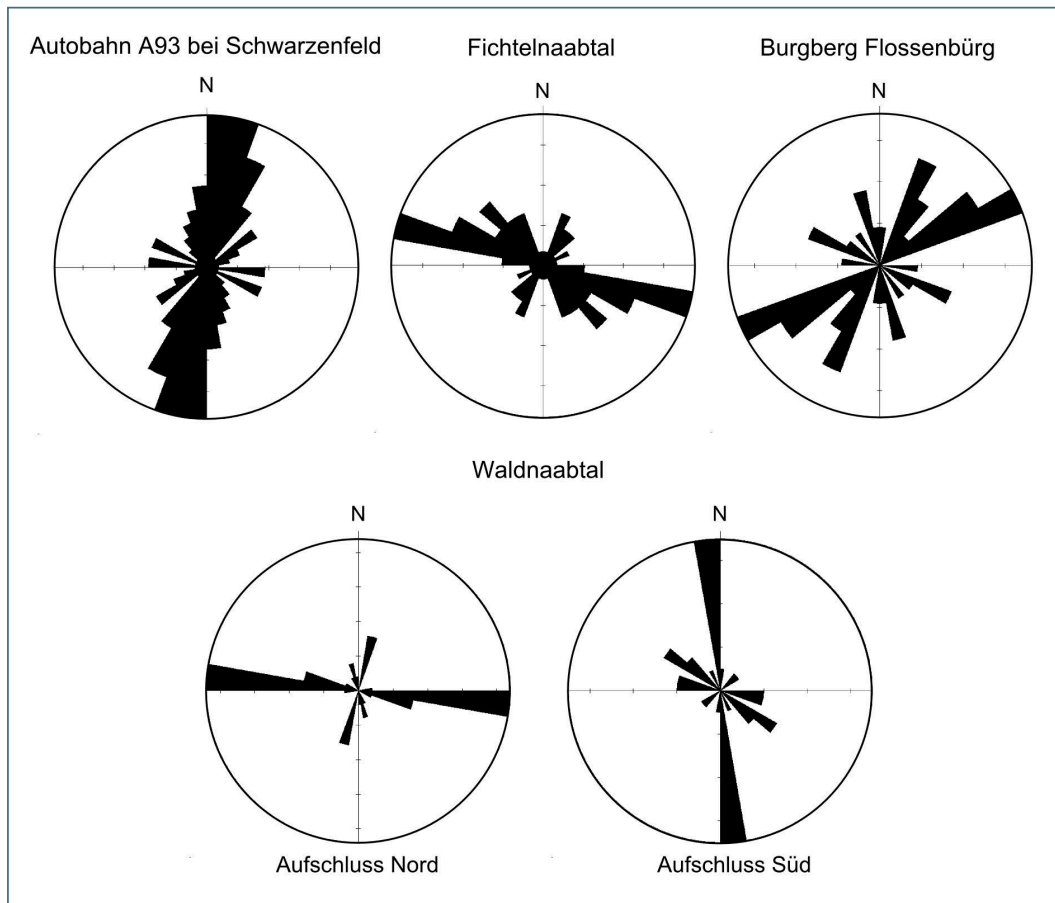 Autobahn A93 bei Schwarzenfeld
Fichtelnaabtal
Burgberg Flossenbürg
N
N
N
Waldnaabtal
N
N
Aufschluss Nord
Aufschluss Süd